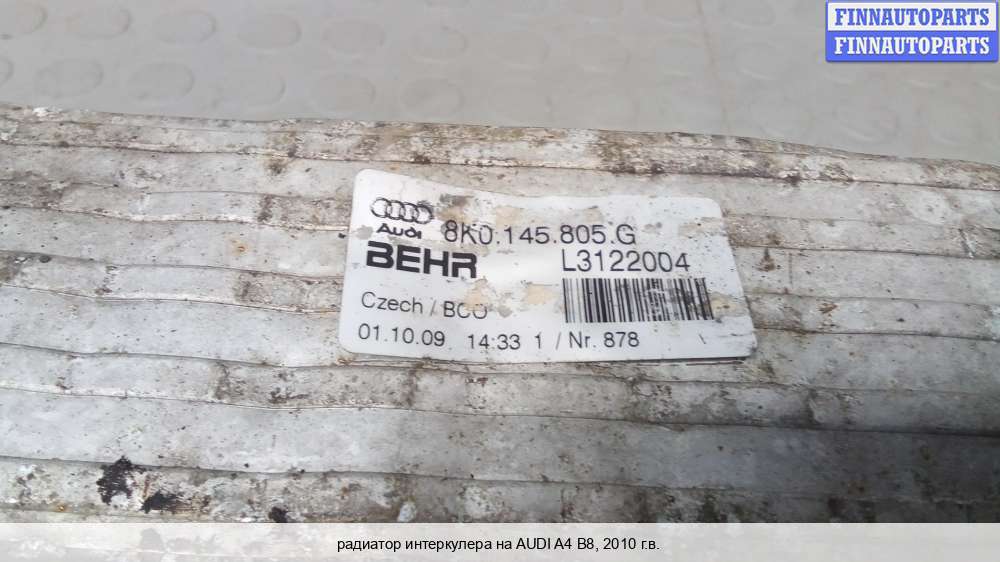 FINNAUTOPARTS
FINNAUTOPARTS
Audi 8K0.145.805.G
BEHR L3122004
Czech / BCO
01.10.09 14:33 1 / Nr. 878
радиатор интеркулера на AUDI A4 B8, 2010 г.в.